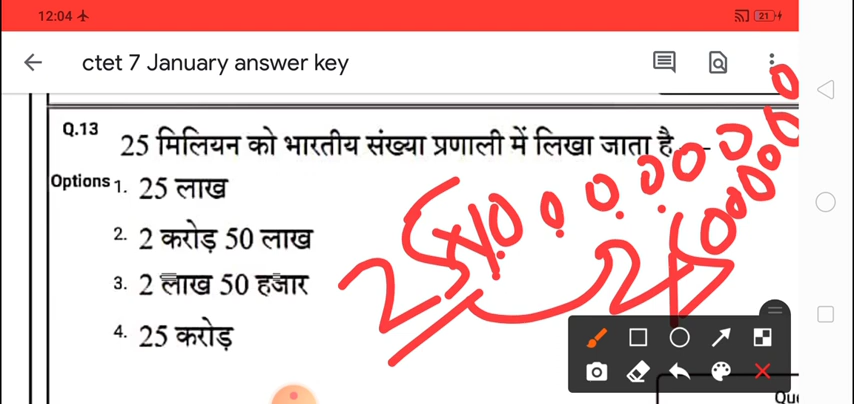 12:04
21
ctet 7 January answer key
Q.13 25 मिलियन को भारतीय संख्या प्रणाली में लिखा जाता है
Options 1. 25 लाख
2. 2 करोड़ 50 लाख
3. 2 लाख 50 हजार
4. 25 करोड़
Que